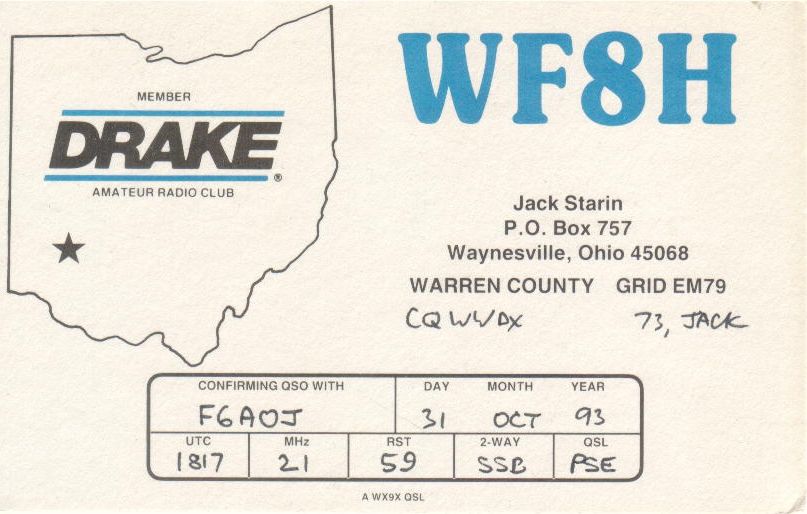 WF8H
MEMBER
DRAKE ®
AMATEUR RADIO CLUB
Jack Starin
P.O. Box 757
Waynesville, Ohio 45068
WARREN COUNTY GRID EM79
CQ WW DX 73, JACK
CONFIRMING QSO WITH DAY MONTH YEAR
F6AOJ 31 OCT 93
UTC MHz RST 2-WAY QSL
1817 21 59 SSB PSE
A WX9X QSL